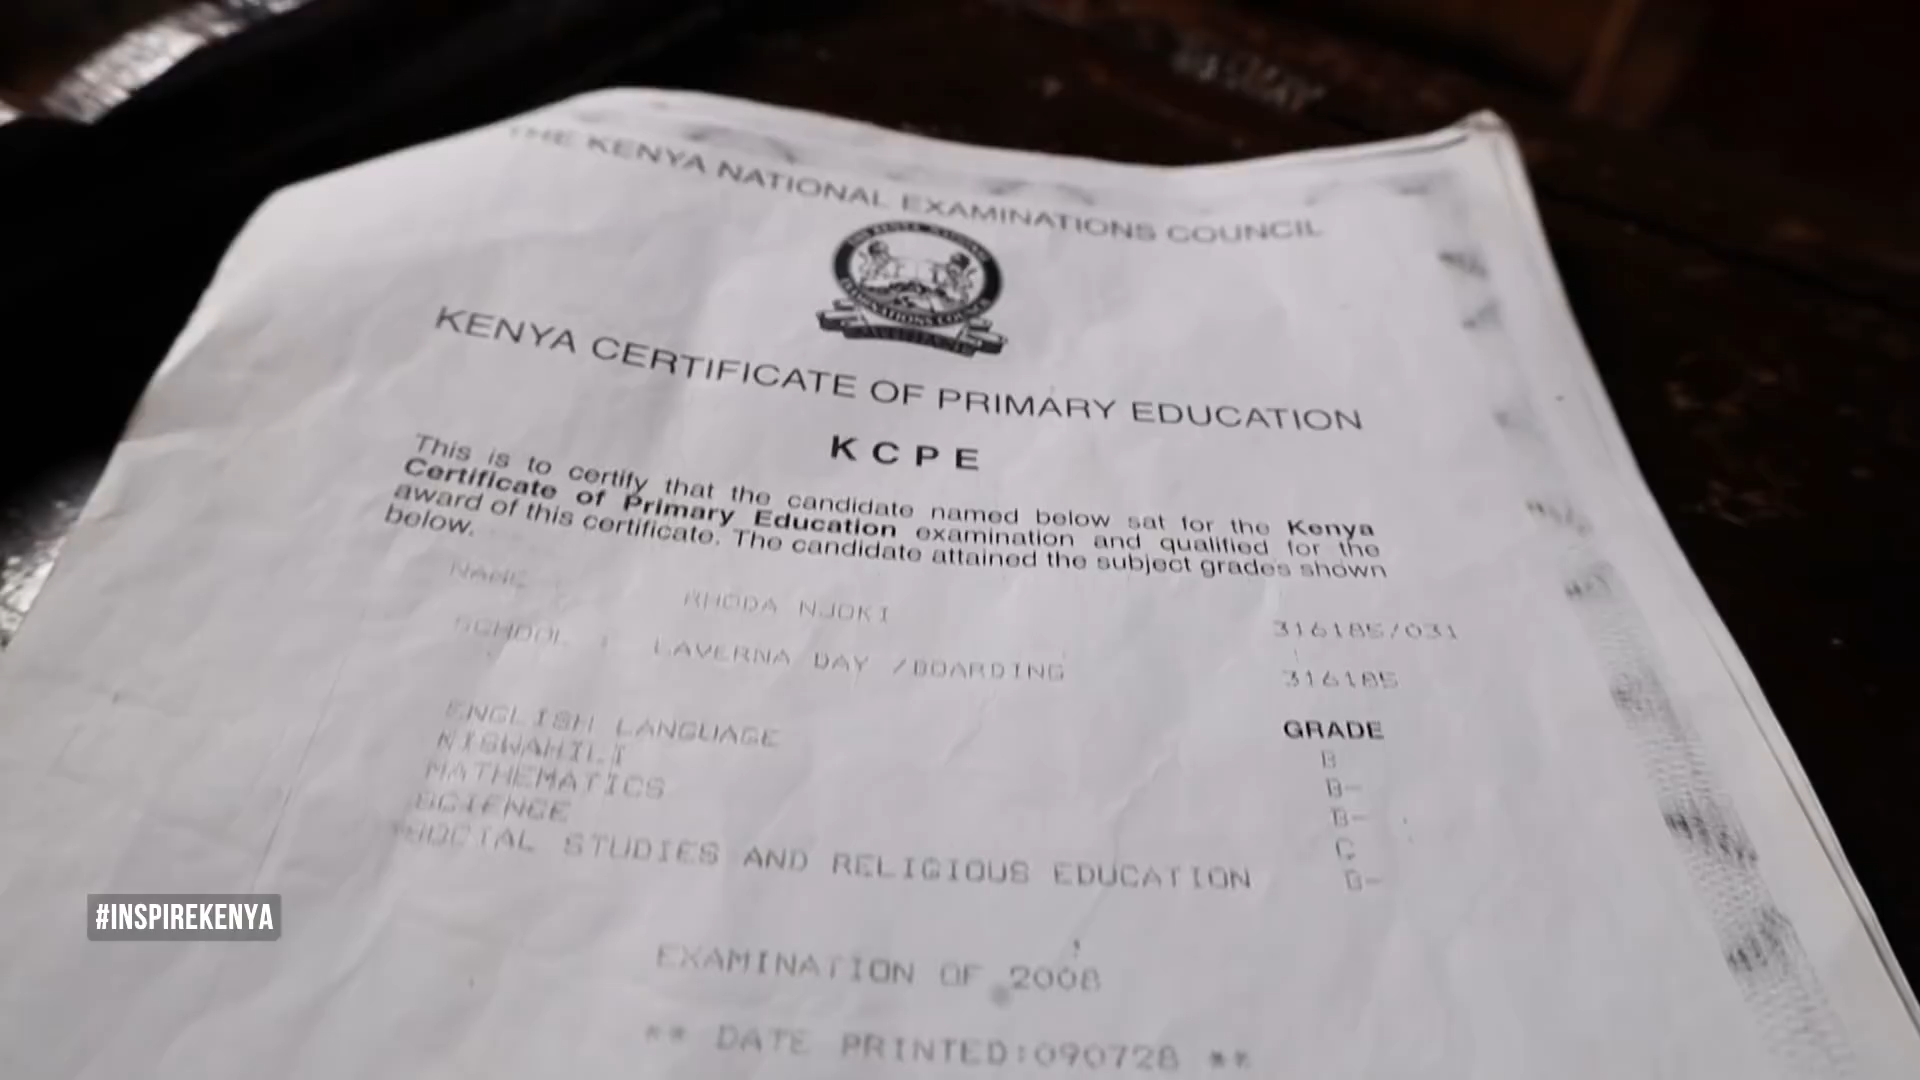 THE KENYA NATIONAL EXAMINATIONS COUNCIL
KENYA CERTIFICATE OF PRIMARY EDUCATION
KCPE
This is to certify that the candidate named below sat for the Kenya
Certificate of Primary Education examination and qualified for the
award of this certificate. The candidate attained the subject grades shown
below.
NAME RHODA NJOKI 316185/031
SCHOOL : LAVERNA DAY /BOARDING 316185
GRADE
ENGLISH LANGUAGE B
KISWAHILI B-
MATHEMATICS B-
SCIENCE C
SOCIAL STUDIES AND RELIGIOUS EDUCATION B-
EXAMINATION OF 2008
** DATE PRINTED:090728 **
#INSPIREKENYA